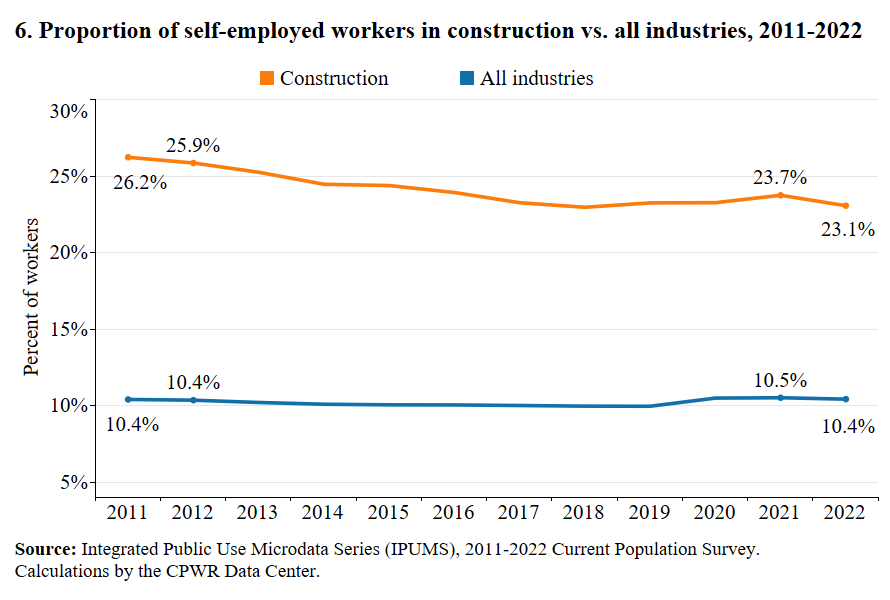 6. Proportion of self-employed workers in construction vs. all industries, 2011-2022
Construction
All industries
30%
25%
20%
15%
10%
5%
Percent of workers
26.2%
25.9%
23.7%
23.1%
10.4%
10.4%
10.5%
10.4%
2011 2012 2013 2014 2015 2016 2017 2018 2019 2020 2021 2022
Source: Integrated Public Use Microdata Series (IPUMS), 2011-2022 Current Population Survey.
Calculations by the CPWR Data Center.